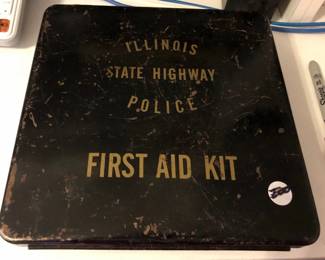 ILLINOIS
STATE HIGHWAY
POLICE
FIRST AID KIT